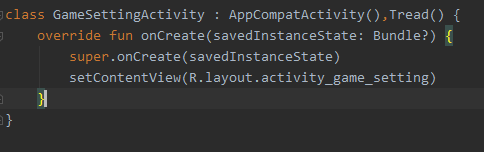 class GameSettingActivity : AppCompatActivity(),Tread() {
override fun onCreate(savedInstanceState: Bundle?) {
super.onCreate(savedInstanceState)
setContentView(R.layout.activity_game_setting)
}
}